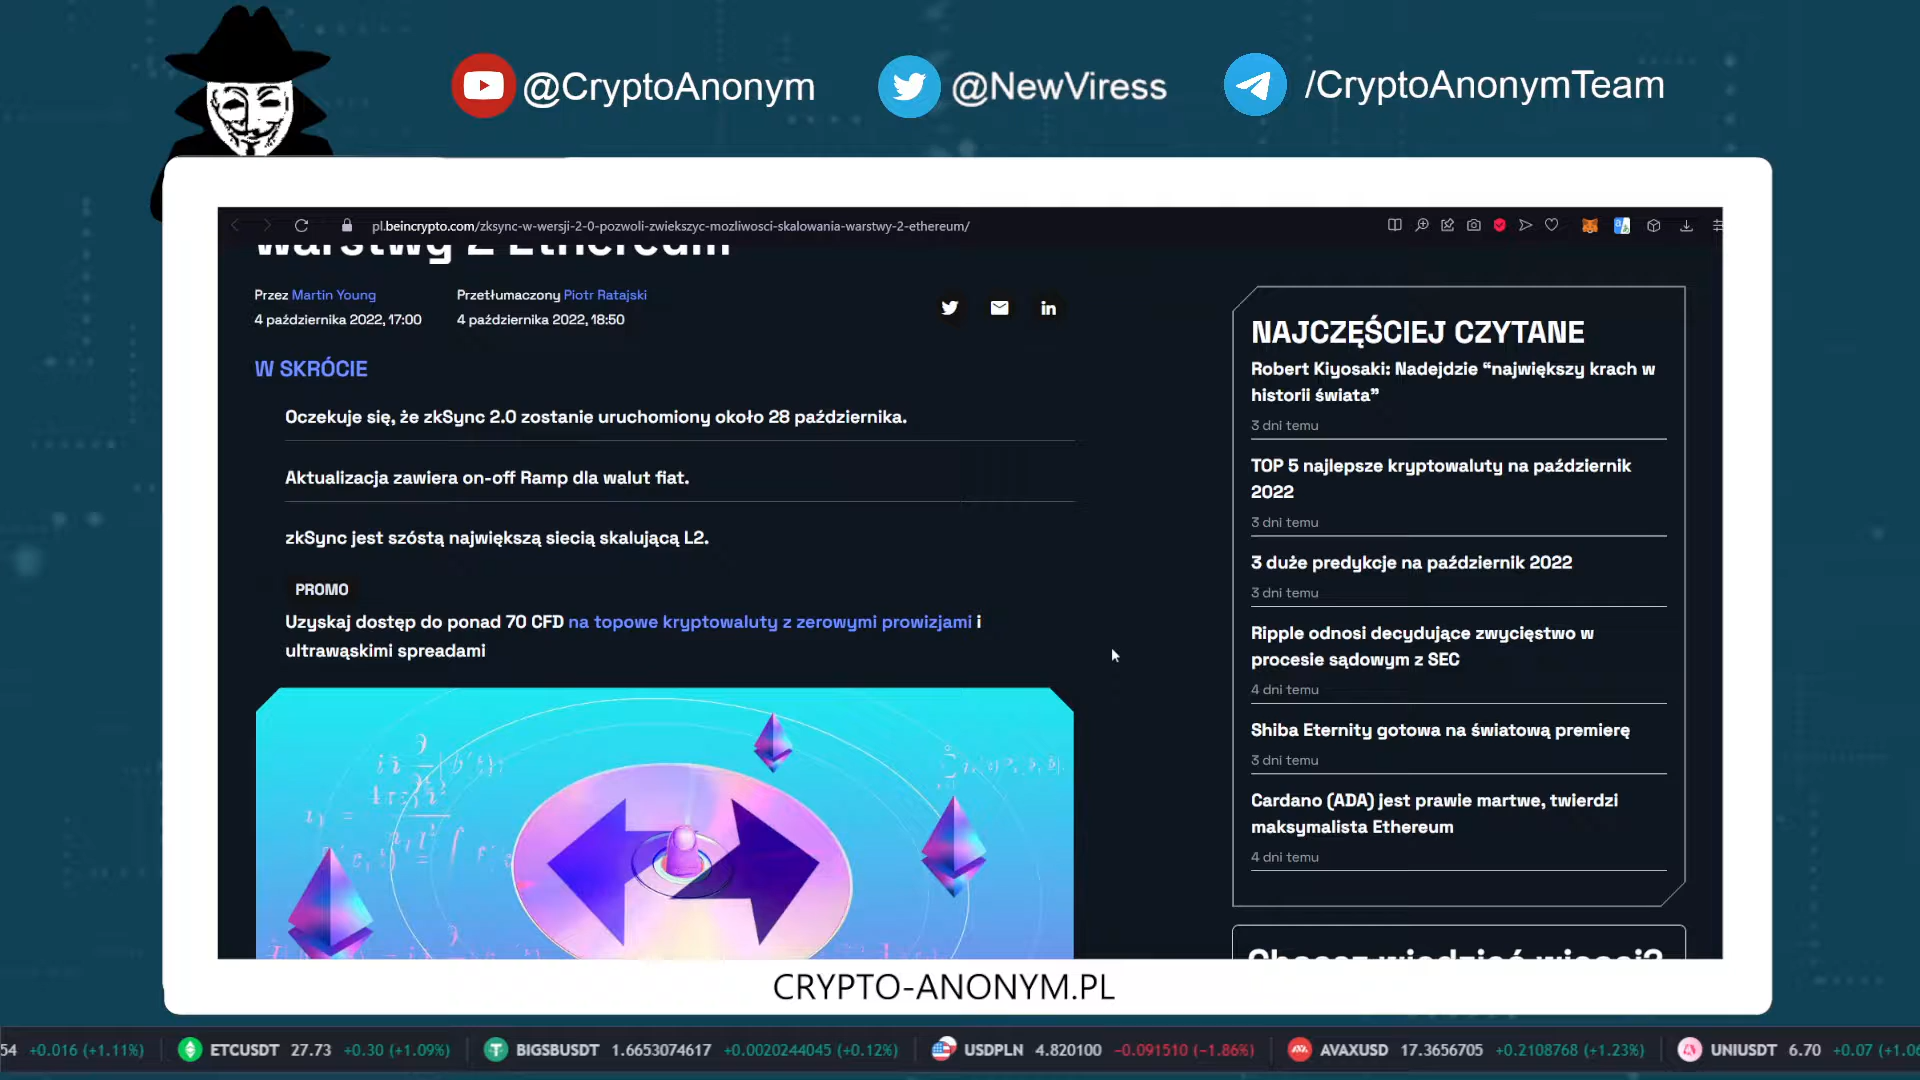 @CryptoAnonym
@NewViress
/CryptoAnonymTeam
pl.beincrypto.com/zksync-w-wersji-2-0-pozwoli-zwiekszyc-mozliwosci-skalowania-warstwy-2-ethereum/
warstwy 2 Ethereum
Przez Martin Young
4 października 2022, 17:00
Przetłumaczony Piotr Ratajski
4 października 2022, 18:50
W SKRÓCIE
Oczekuje się, że zkSync 2.0 zostanie uruchomiony około 28 października.
Aktualizacja zawiera on-off Ramp dla walut fiat.
zkSync jest szóstą największą siecią skalującą L2.
PROMO
Uzyskaj dostęp do ponad 70 CFD na topowe kryptowaluty z zerowymi prowizjami i
ultrawąskimi spreadami
NAJCZĘŚCIEJ CZYTANE
Robert Kiyosaki: Nadejdzie “największy krach w
historii świata”
3 dni temu
TOP 5 najlepsze kryptowaluty na październik
2022
3 dni temu
3 duże predykcje na październik 2022
3 dni temu
Ripple odnosi decydujące zwycięstwo w
procesie sądowym z SEC
4 dni temu
Shiba Eternity gotowa na światową premierę
3 dni temu
Cardano (ADA) jest prawie martwe, twierdzi
maksymalista Ethereum
4 dni temu
Chcesz wiedzieć więcej?
CRYPTO-ANONYM.PL
54 +0.016 (+1.11%) ETCUSDT 27.73 +0.30 (+1.09%) BIGSBUSDT 1.6653074617 +0.0020244045 (+0.12%) USDPLN 4.820100 −0.091510 (−1.86%) AVAXUSD 17.3656705 +0.2108768 (+1.23%) UNIUSDT 6.70 +0.07 (+1.06